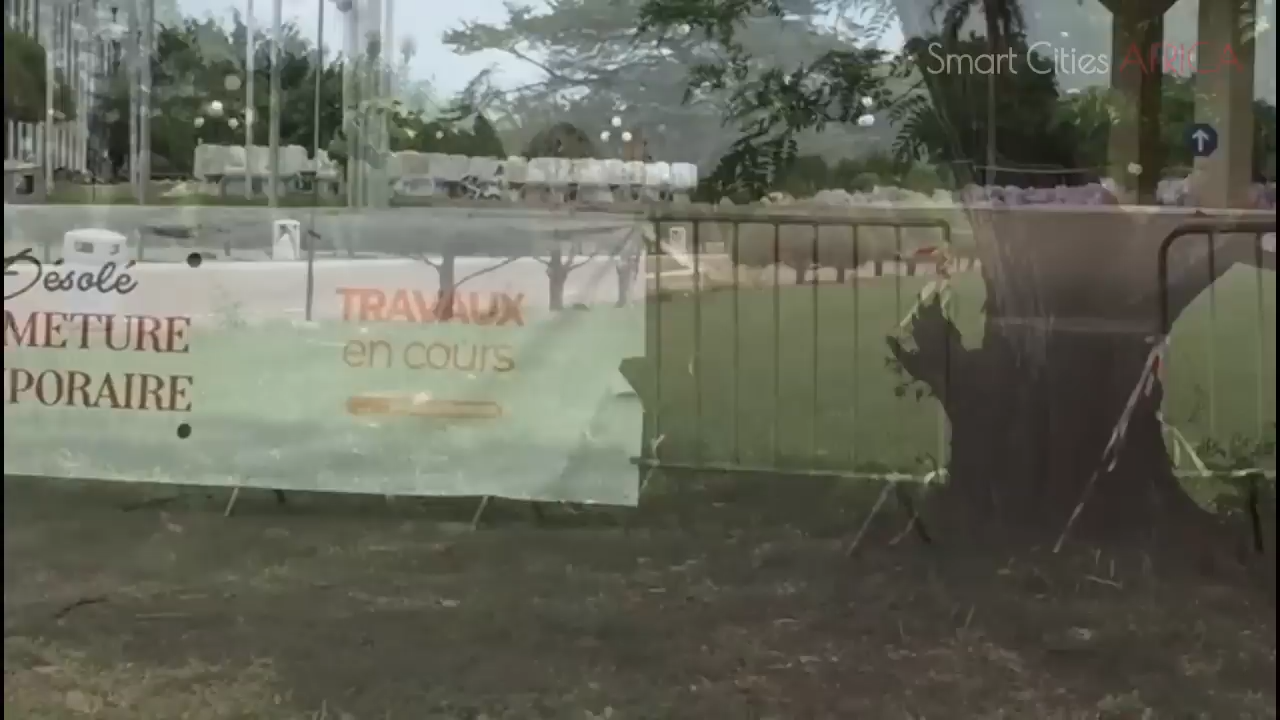 Smart Cities AFRICA
Désolé
METURE
PORAIRE
TRAVAUX
en cours